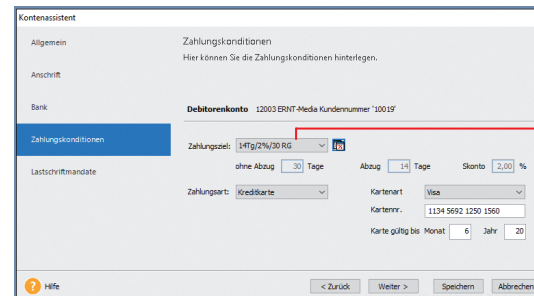 Kontenassistent
Allgemein
Anschrift
Bank
Zahlungskonditionen
Lastschriftmandate
Zahlungskonditionen
Hier können Sie die Zahlungskonditionen hinterlegen.
Debitorenkonto 12003 ERNT-Media Kundennummer '10019'
Zahlungsziel: 14Tg/2%/30 RG
ohne Abzug 30 Tage Abzug 14 Tage Skonto 2,00 %
Zahlungsart: Kreditkarte Kartenart Visa
Kartennr. 1134 5692 1250 1560
Karte gültig bis Monat 6 Jahr 20
? Hilfe < Zurück Weiter > Speichern Abbrechen